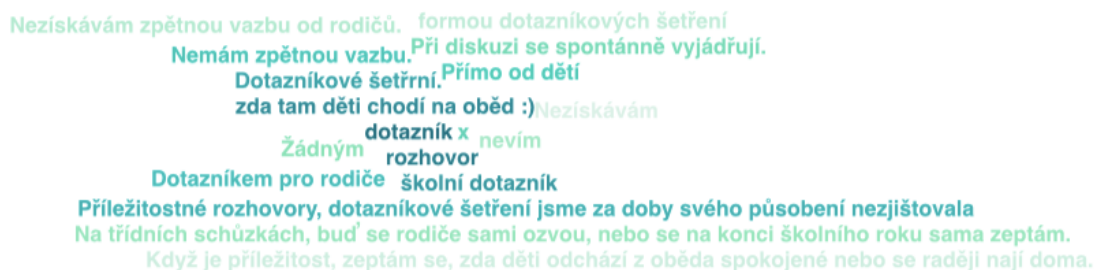 Nezískávám zpětnou vazbu od rodičů. formou dotazníkových šetření
Nemám zpětnou vazbu. Při diskuzi se spontánně vyjádřují.
Dotazníkové šetřrní. Přímo od dětí
zda tam děti chodí na oběd :) Nezískávám
dotazník x nevím
Žádným rozhovor
Dotazníkem pro rodiče školní dotazník
Příležitostné rozhovory, dotazníkové šetření jsme za doby svého působení nezjištovala
Na třídních schůzkách, buď se rodiče sami ozvou, nebo se na konci školního roku sama zeptám.
Když je příležitost, zeptám se, zda děti odchází z oběda spokojené nebo se raději nají doma.